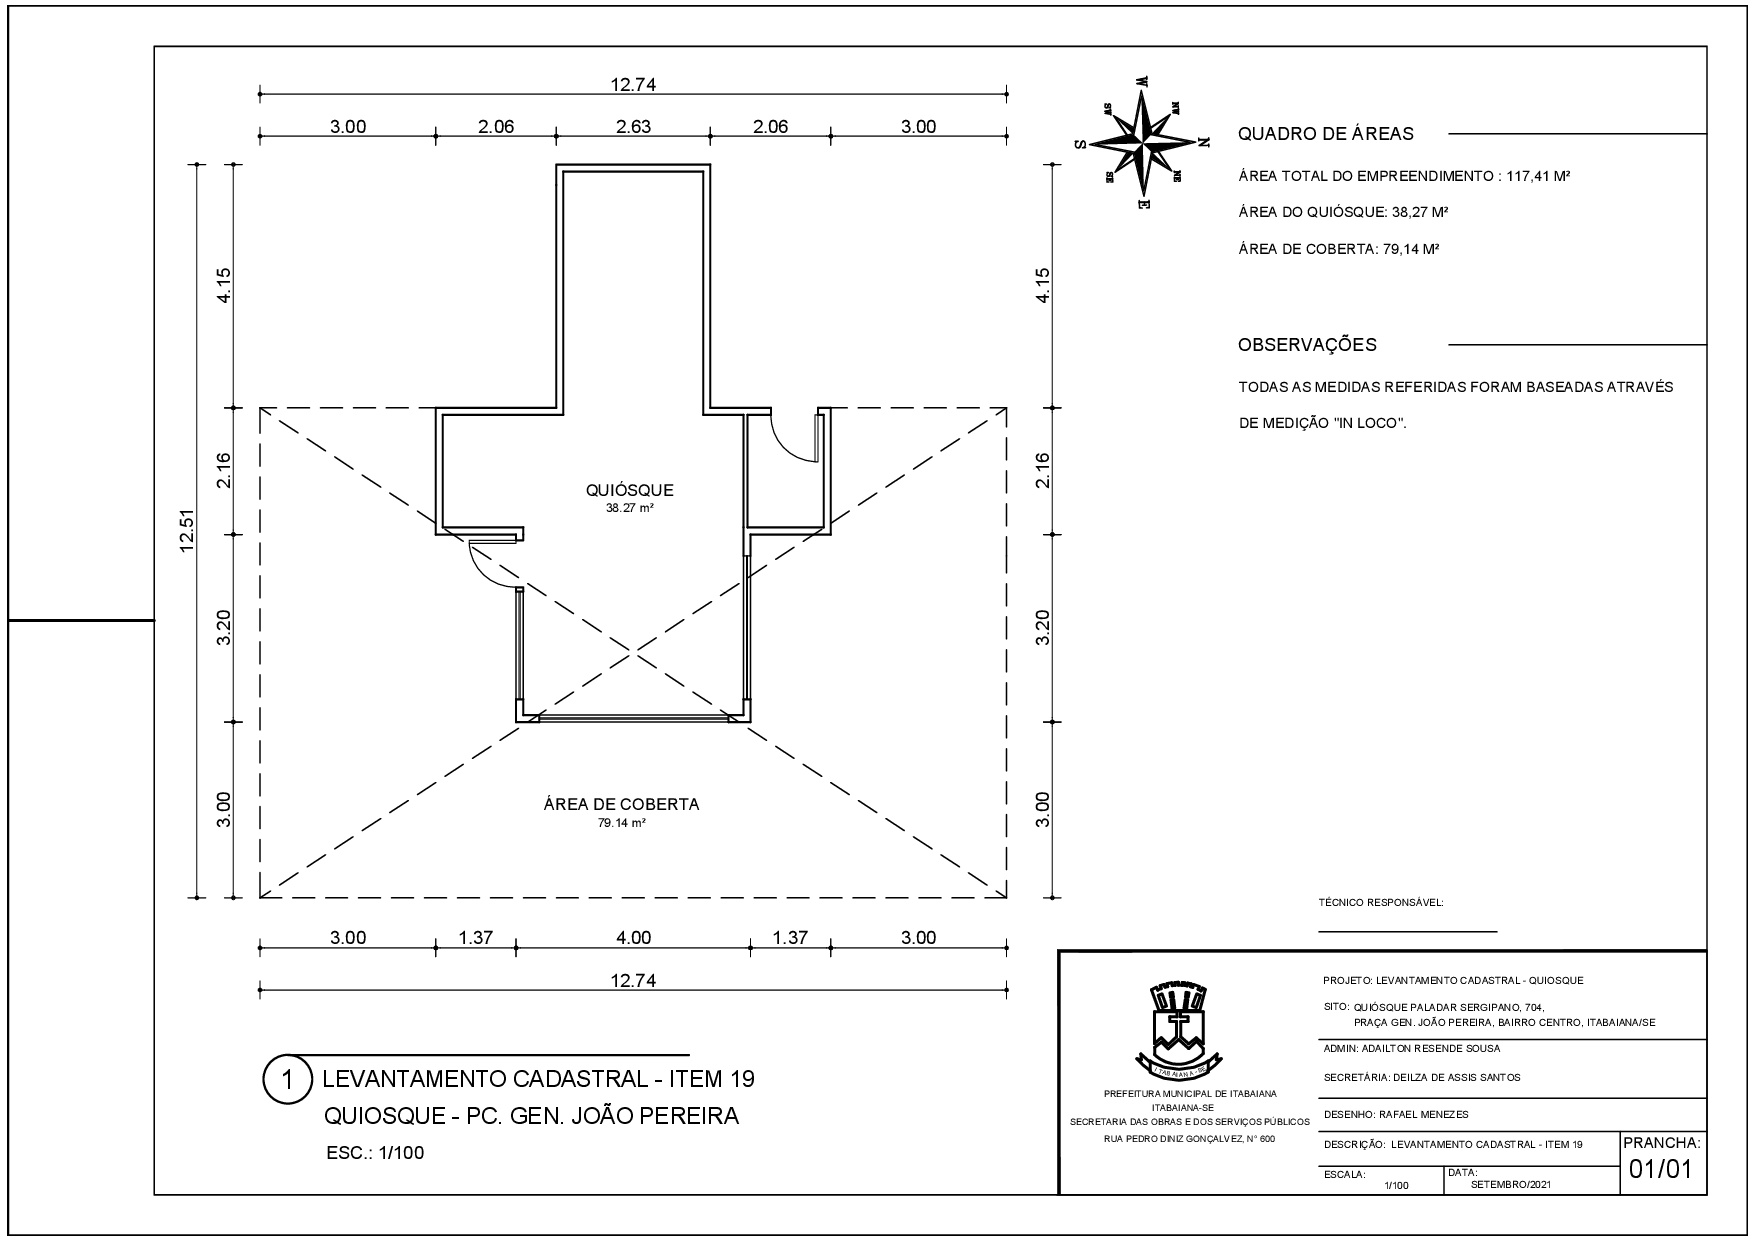 12.74
3.00 2.06 2.63 2.06 3.00
W
SW NW
S N
SE NE
E
QUADRO DE ÁREAS
ÁREA TOTAL DO EMPREENDIMENTO : 117,41 M²
ÁREA DO QUIÓSQUE: 38,27 M²
ÁREA DE COBERTA: 79,14 M²
OBSERVAÇÕES
TODAS AS MEDIDAS REFERIDAS FORAM BASEADAS ATRAVÉS
DE MEDIÇÃO "IN LOCO".
4.15 4.15
2.16 2.16
12.51
3.20 3.20
3.00 3.00
QUIÓSQUE
38.27 m²
ÁREA DE COBERTA
79.14 m²
3.00 1.37 4.00 1.37 3.00
12.74
1 LEVANTAMENTO CADASTRAL - ITEM 19
QUIOSQUE - PC. GEN. JOÃO PEREIRA
ESC.: 1/100
TÉCNICO RESPONSÁVEL:
ITABAIANA-SE
PREFEITURA MUNICIPAL DE ITABAIANA
ITABAIANA-SE
SECRETARIA DAS OBRAS E DOS SERVIÇOS PÚBLICOS
RUA PEDRO DINIZ GONÇALVEZ, N° 600
PROJETO: LEVANTAMENTO CADASTRAL - QUIOSQUE
SITO: QUIÓSQUE PALADAR SERGIPANO, 704,
PRAÇA GEN. JOÃO PEREIRA, BAIRRO CENTRO, ITABAIANA/SE
ADMIN: ADAILTON RESENDE SOUSA
SECRETÁRIA: DEILZA DE ASSIS SANTOS
DESENHO: RAFAEL MENEZES
DESCRIÇÃO: LEVANTAMENTO CADASTRAL - ITEM 19
ESCALA:
1/100
DATA:
SETEMBRO/2021
PRANCHA:
01/01